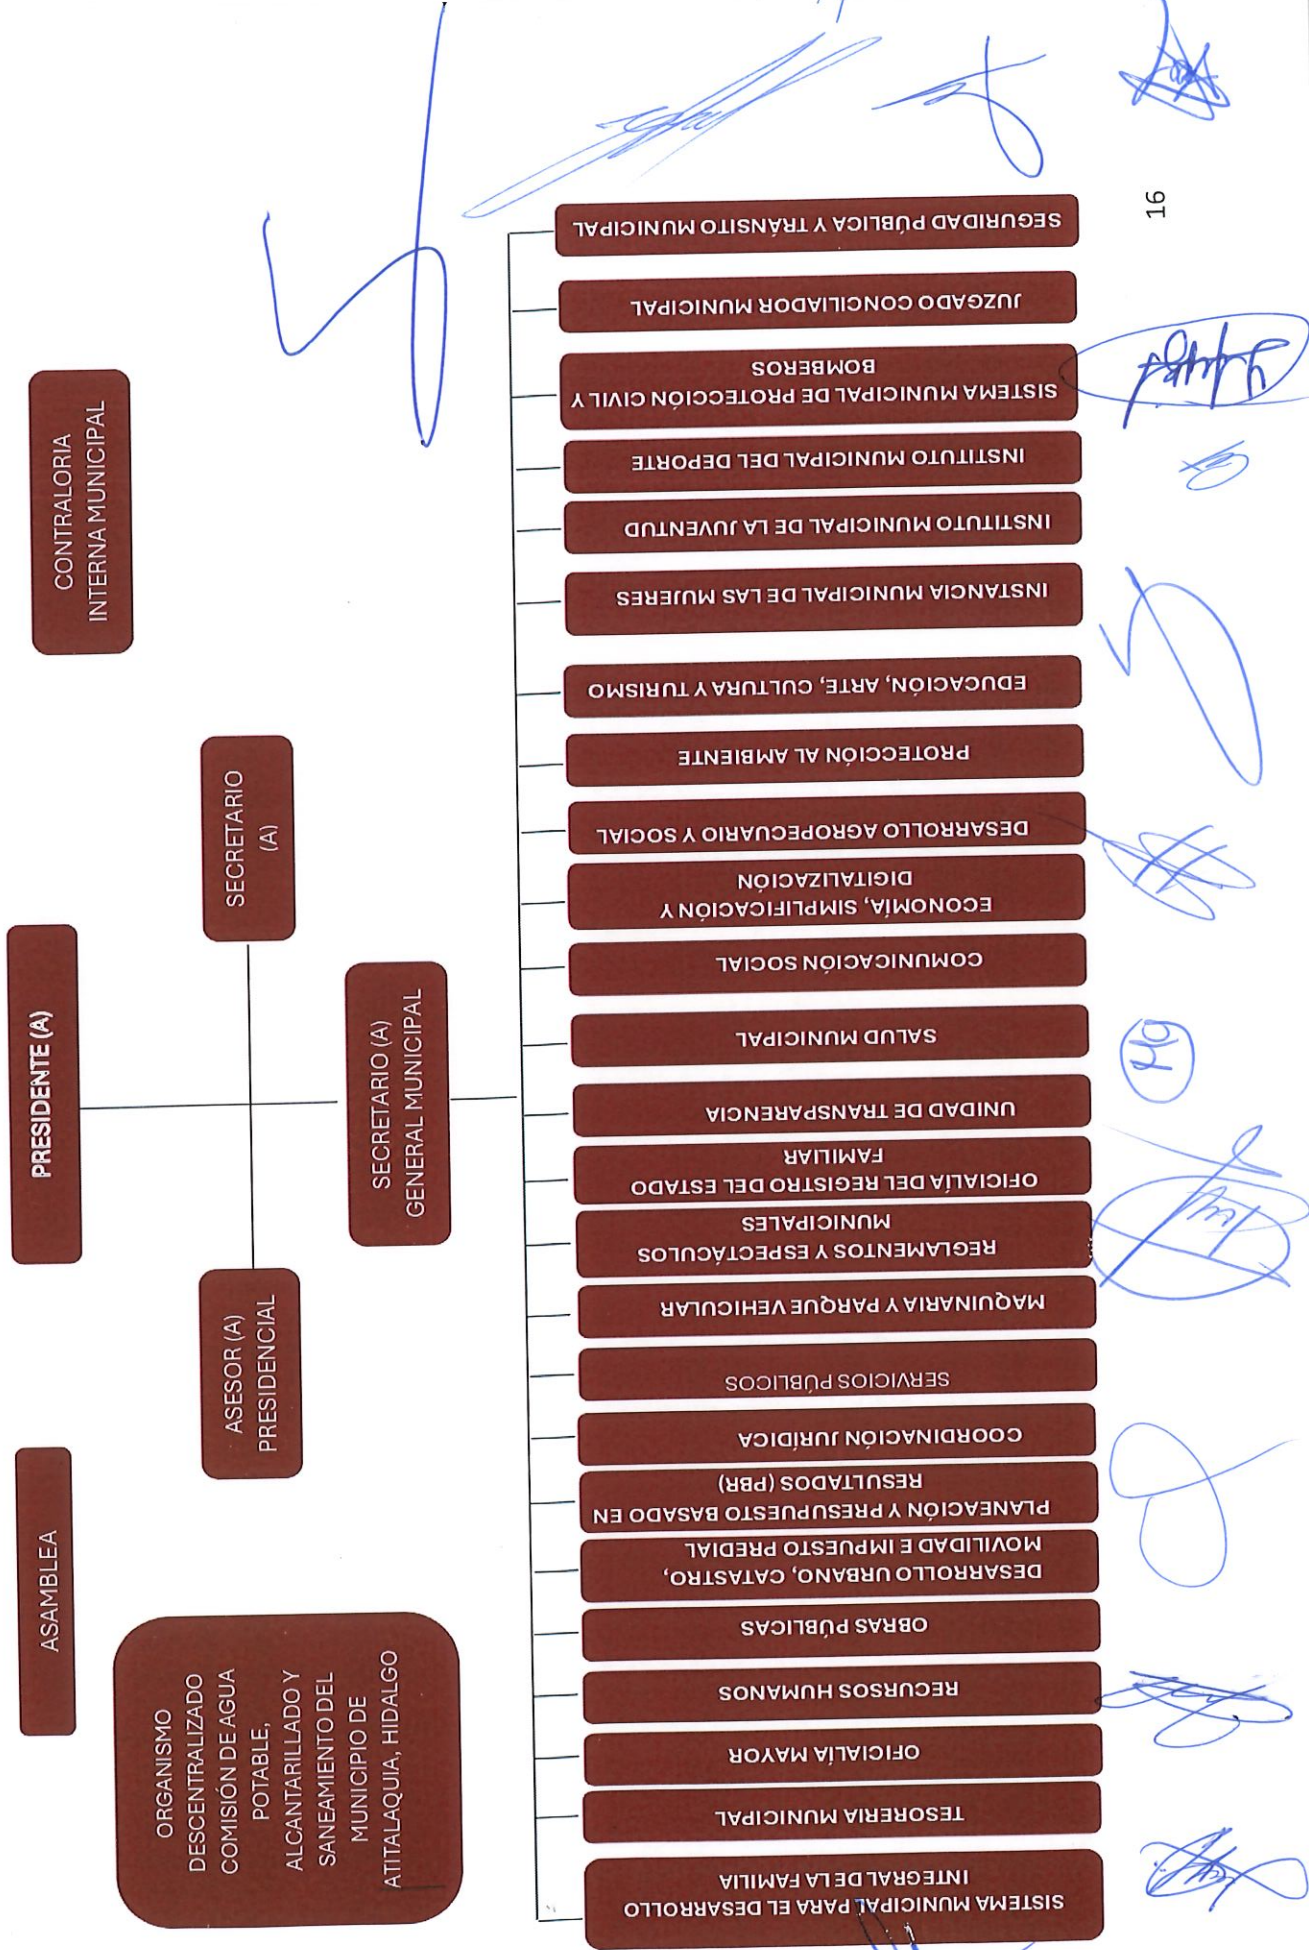 ASAMBLEA
PRESIDENTE (A)
CONTRALORIA
INTERNA MUNICIPAL
ORGANISMO
DESCENTRALIZADO
COMISIÓN DE AGUA
POTABLE,
ALCANTARILLADO Y
SANEAMIENTO DEL
MUNICIPIO DE
ATITALAQUIA, HIDALGO
ASESOR (A)
PRESIDENCIAL
SECRETARIO
(A)
SECRETARIO (A)
GENERAL MUNICIPAL
SISTEMA MUNICIPAL PARA EL DESARROLLO
INTEGRAL DE LA FAMILIA
TESORERIA MUNICIPAL
OFICIALÍA MAYOR
RECURSOS HUMANOS
OBRAS PÚBLICAS
DESARROLLO URBANO, CATASTRO,
MOVILIDAD E IMPUESTO PREDIAL
PLANEACIÓN Y PRESUPUESTO BASADO EN
RESULTADOS (PBR)
COORDINACIÓN JURÍDICA
SERVICIOS PÚBLICOS
MAQUINARIA Y PARQUE VEHICULAR
REGLAMENTOS Y ESPECTÁCULOS
MUNICIPALES
OFICIALÍA DEL REGISTRO DEL ESTADO
FAMILIAR
UNIDAD DE TRANSPARENCIA
SALUD MUNICIPAL
COMUNICACIÓN SOCIAL
ECONOMÍA, SIMPLIFICACIÓN Y
DIGITALIZACIÓN
DESARROLLO AGROPECUARIO Y SOCIAL
PROTECCIÓN AL AMBIENTE
EDUCACIÓN, ARTE, CULTURA Y TURISMO
INSTANCIA MUNICIPAL DE LAS MUJERES
INSTITUTO MUNICIPAL DE LA JUVENTUD
INSTITUTO MUNICIPAL DEL DEPORTE
SISTEMA MUNICIPAL DE PROTECCIÓN CIVIL Y
BOMBEROS
JUZGADO CONCILIADOR MUNICIPAL
SEGURIDAD PÚBLICA Y TRÁNSITO MUNICIPAL
16